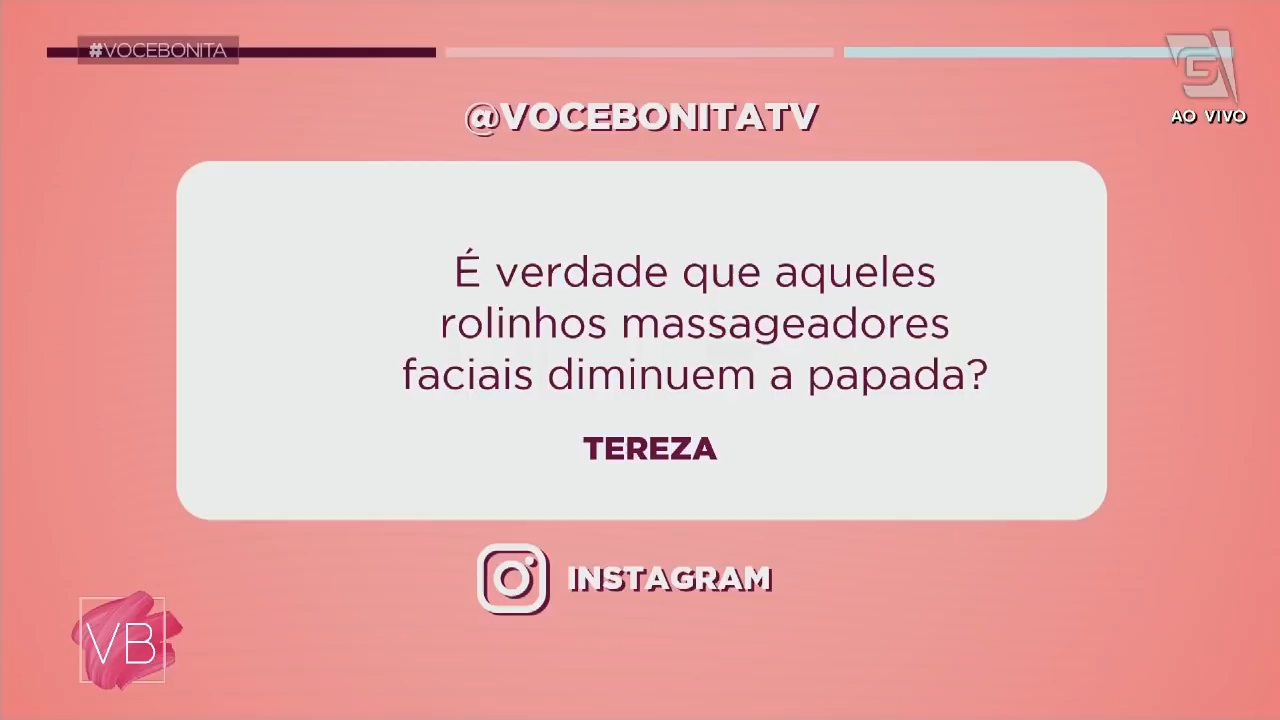 #VOCEBONITA
AO VIVO
@VOCEBONITATV
É verdade que aqueles
rolinhos massageadores
faciais diminuem a papada?
TEREZA
INSTAGRAM
VB